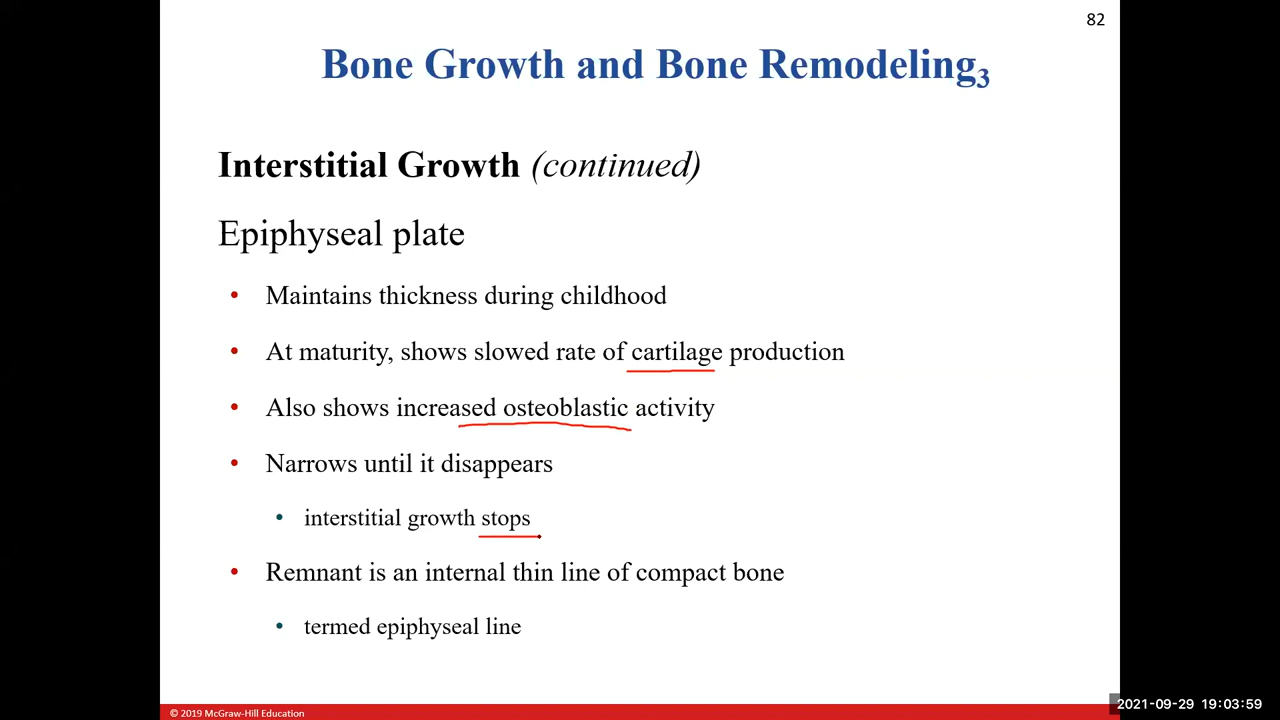 82
Bone Growth and Bone Remodeling3
Interstitial Growth (continued)
Epiphyseal plate
• Maintains thickness during childhood
• At maturity, shows slowed rate of cartilage production
• Also shows increased osteoblastic activity
• Narrows until it disappears
• interstitial growth stops
• Remnant is an internal thin line of compact bone
• termed epiphyseal line
© 2019 McGraw-Hill Education
2021-09-29 19:03:59